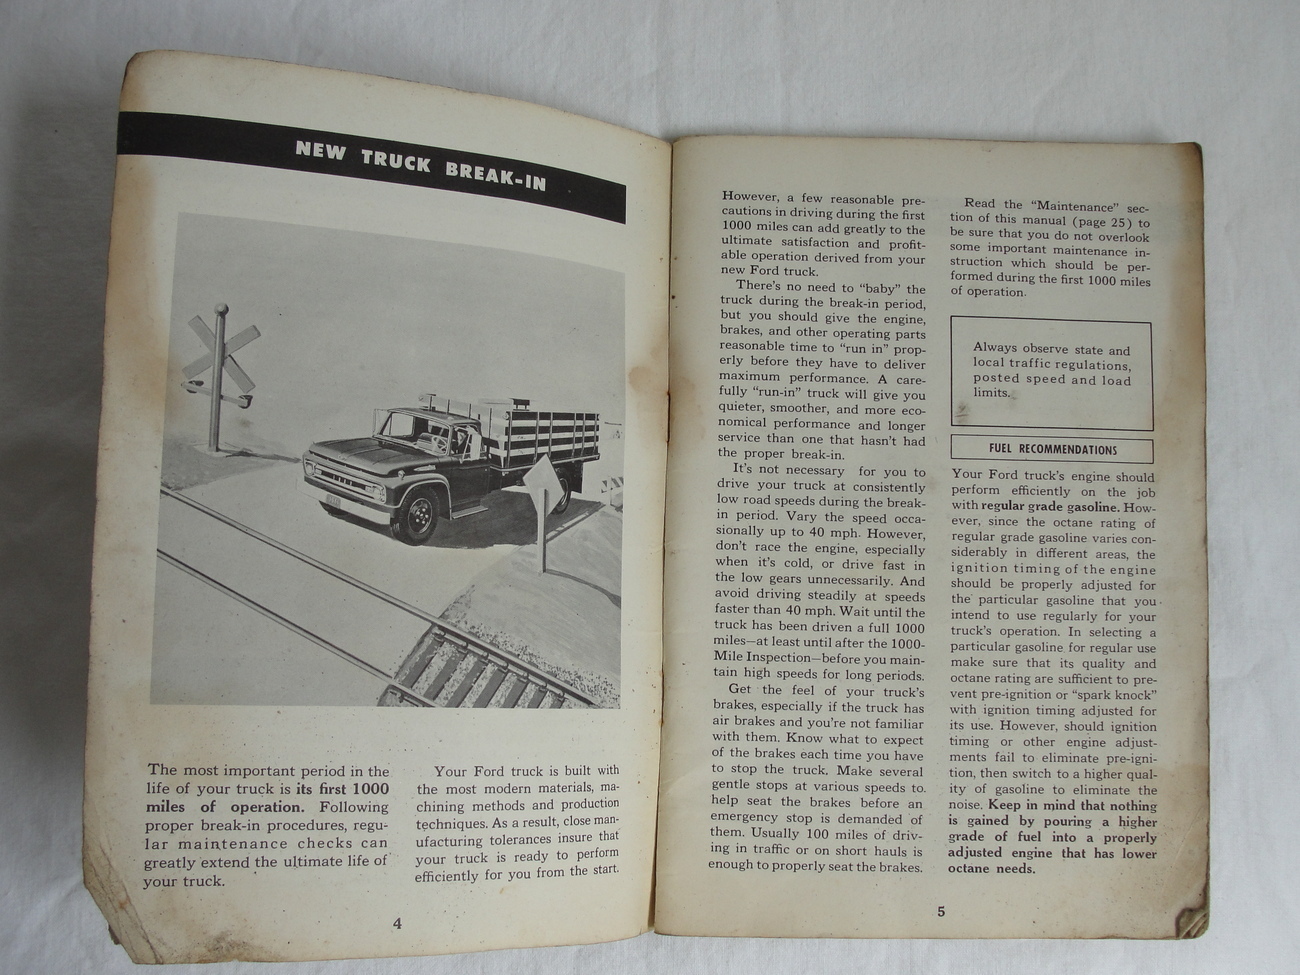 NEW TRUCK BREAK-IN
The most important period in the
life of your truck is its first 1000
miles of operation. Following
proper break-in procedures, regu-
lar maintenance checks can
greatly extend the ultimate life of
your truck.
Your Ford truck is built with
the most modern materials, ma-
chining methods and production
techniques. As a result, close man-
ufacturing tolerances insure that
your truck is ready to perform
efficiently for you from the start.
4
However, a few reasonable pre-
cautions in driving during the first
1000 miles can add greatly to the
ultimate satisfaction and profit-
able operation derived from your
new Ford truck.
There's no need to "baby" the
truck during the break-in period,
but you should give the engine,
brakes, and other operating parts
reasonable time to "run in" prop-
erly before they have to deliver
maximum performance. A care-
fully "run-in" truck will give you
quieter, smoother, and more eco-
nomical performance and longer
service than one that hasn't had
the proper break-in.
It's not necessary for you to
drive your truck at consistently
low road speeds during the break-
in period. Vary the speed occa-
sionally up to 40 mph. However,
don't race the engine, especially
when it's cold, or drive fast in
the low gears unnecessarily. And
avoid driving steadily at speeds
faster than 40 mph. Wait until the
truck has been driven a full 1000
miles—at least until after the 1000-
Mile Inspection—before you main-
tain high speeds for long periods.
Get the feel of your truck's
brakes, especially if the truck has
air brakes and you're not familiar
with them. Know what to expect
of the brakes each time you have
to stop the truck. Make several
gentle stops at various speeds to
help seat the brakes before an
emergency stop is demanded of
them. Usually 100 miles of driv-
ing in traffic or on short hauls is
enough to properly seat the brakes.
Read the "Maintenance" sec-
tion of this manual (page 25) to
be sure that you do not overlook
some important maintenance in-
struction which should be per-
formed during the first 1000 miles
of operation.
Always observe state and
local traffic regulations,
posted speed and load
limits.
FUEL RECOMMENDATIONS
Your Ford truck's engine should
perform efficiently on the job
with regular grade gasoline. How-
ever, since the octane rating of
regular grade gasoline varies con-
siderably in different areas, the
ignition timing of the engine
should be properly adjusted for
the particular gasoline that you
intend to use regularly for your
truck's operation. In selecting a
particular gasoline for regular use
make sure that its quality and
octane rating are sufficient to pre-
vent pre-ignition or "spark knock"
with ignition timing adjusted for
its use. However, should ignition
timing or other engine adjust-
ments fail to eliminate pre-igni-
tion, then switch to a higher qual-
ity of gasoline to eliminate the
noise. Keep in mind that nothing
is gained by pouring a higher
grade of fuel into a properly
adjusted engine that has lower
octane needs.
5